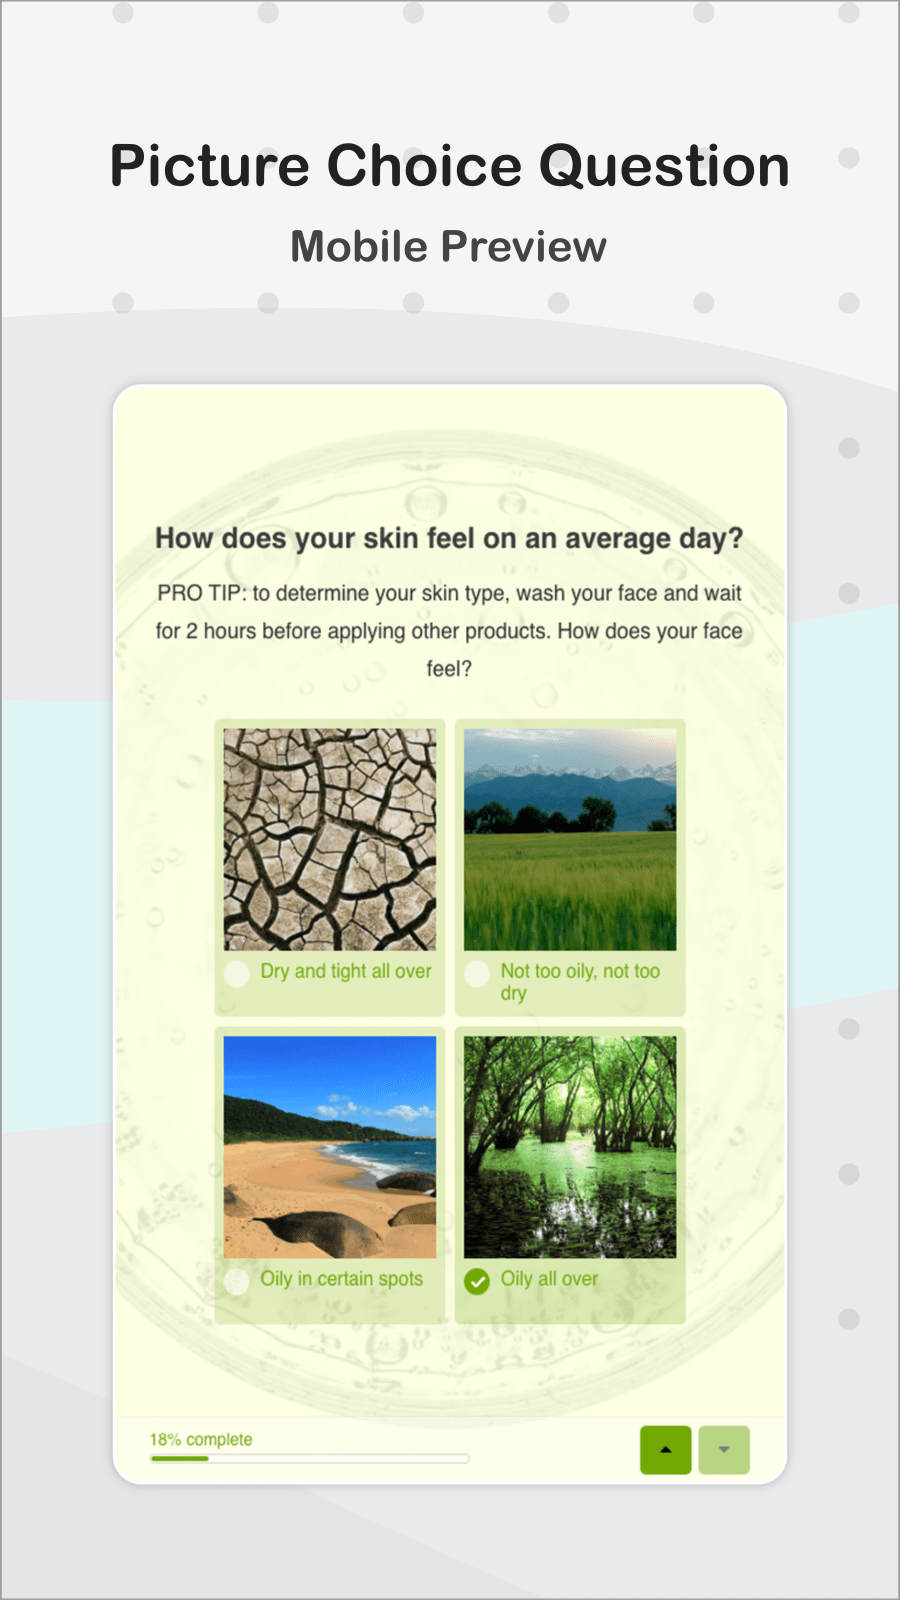 Picture Choice Question
Mobile Preview
How does your skin feel on an average day?
PRO TIP: to determine your skin type, wash your face and wait
for 2 hours before applying other products. How does your face
feel?
Dry and tight all over
Not too oily, not too
dry
Oily in certain spots
Oily all over
18% complete